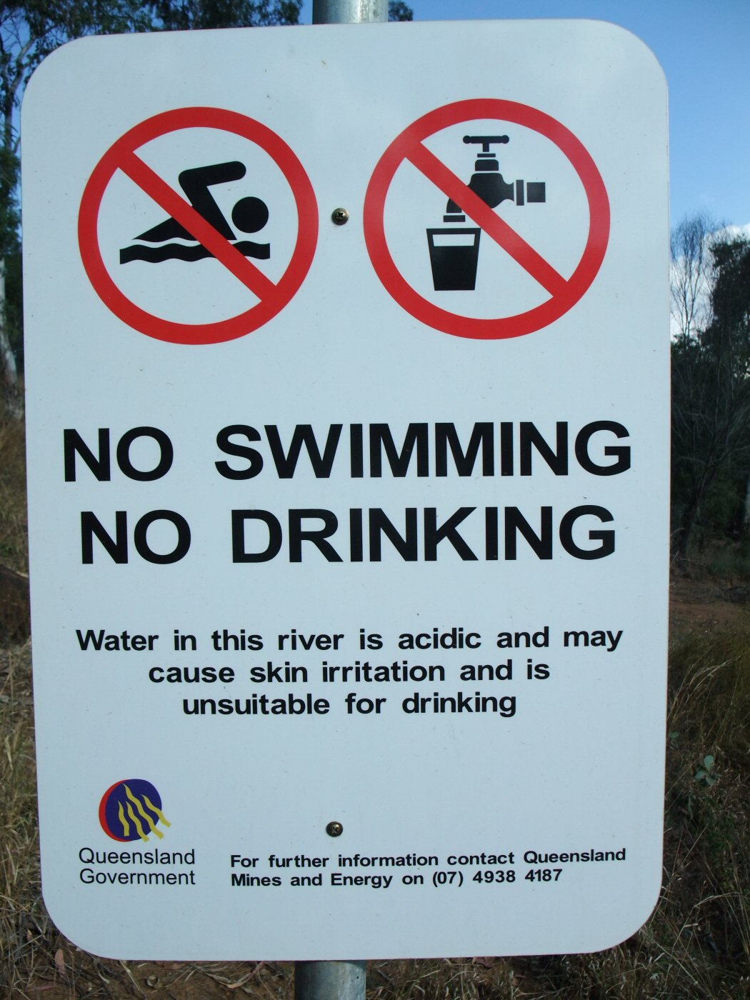 NO SWIMMING
NO DRINKING
Water in this river is acidic and may
cause skin irritation and is
unsuitable for drinking
Queensland
Government
For further information contact Queensland
Mines and Energy on (07) 4938 4187